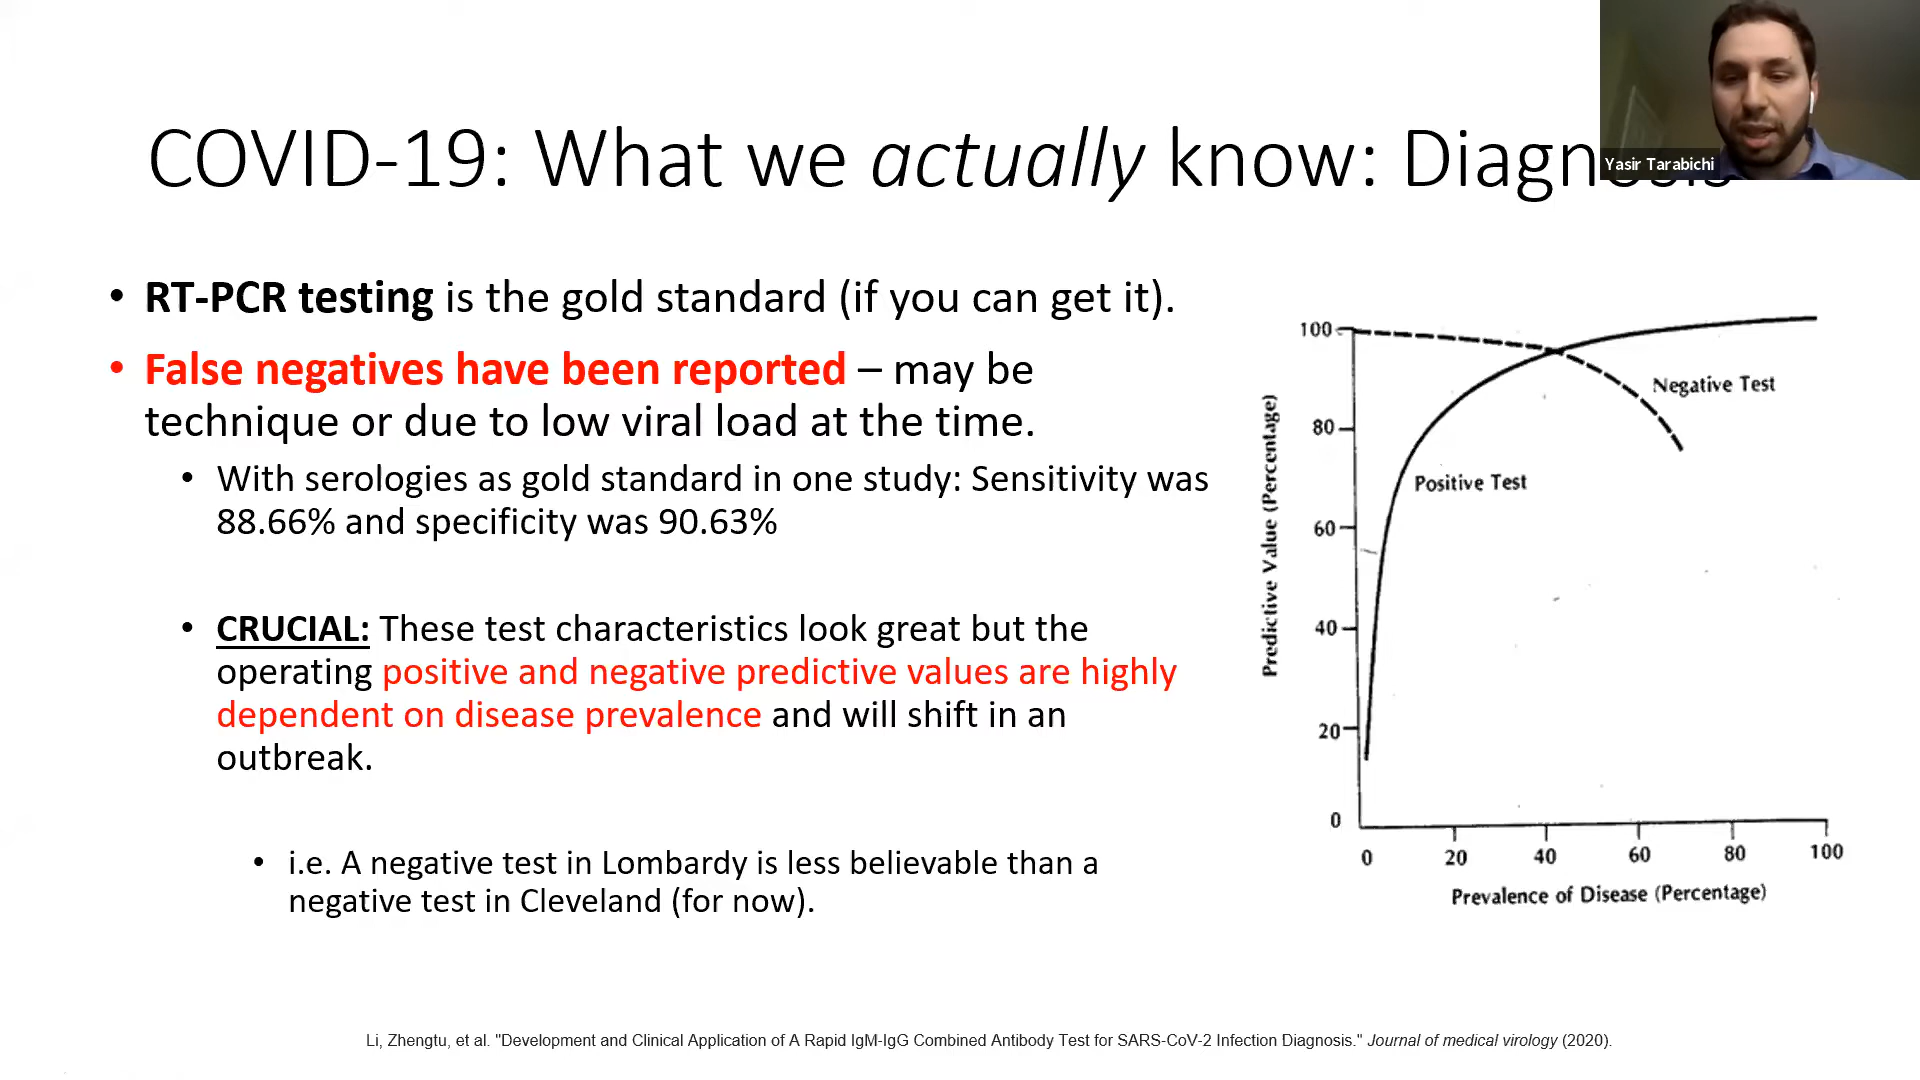 COVID-19: What we actually know: Diagnosis
Yasir Tarabichi
• RT-PCR testing is the gold standard (if you can get it).
• False negatives have been reported – may be
technique or due to low viral load at the time.
• With serologies as gold standard in one study: Sensitivity was
88.66% and specificity was 90.63%
• CRUCIAL: These test characteristics look great but the
operating positive and negative predictive values are highly
dependent on disease prevalence and will shift in an
outbreak.
• i.e. A negative test in Lombardy is less believable than a
negative test in Cleveland (for now).
Predictive Value (Percentage)
100
80
60
40
20
0
Negative Test
Positive Test
0 20 40 60 80 100
Prevalence of Disease (Percentage)
Li, Zhengtu, et al. "Development and Clinical Application of A Rapid IgM-IgG Combined Antibody Test for SARS-CoV-2 Infection Diagnosis." Journal of medical virology (2020).